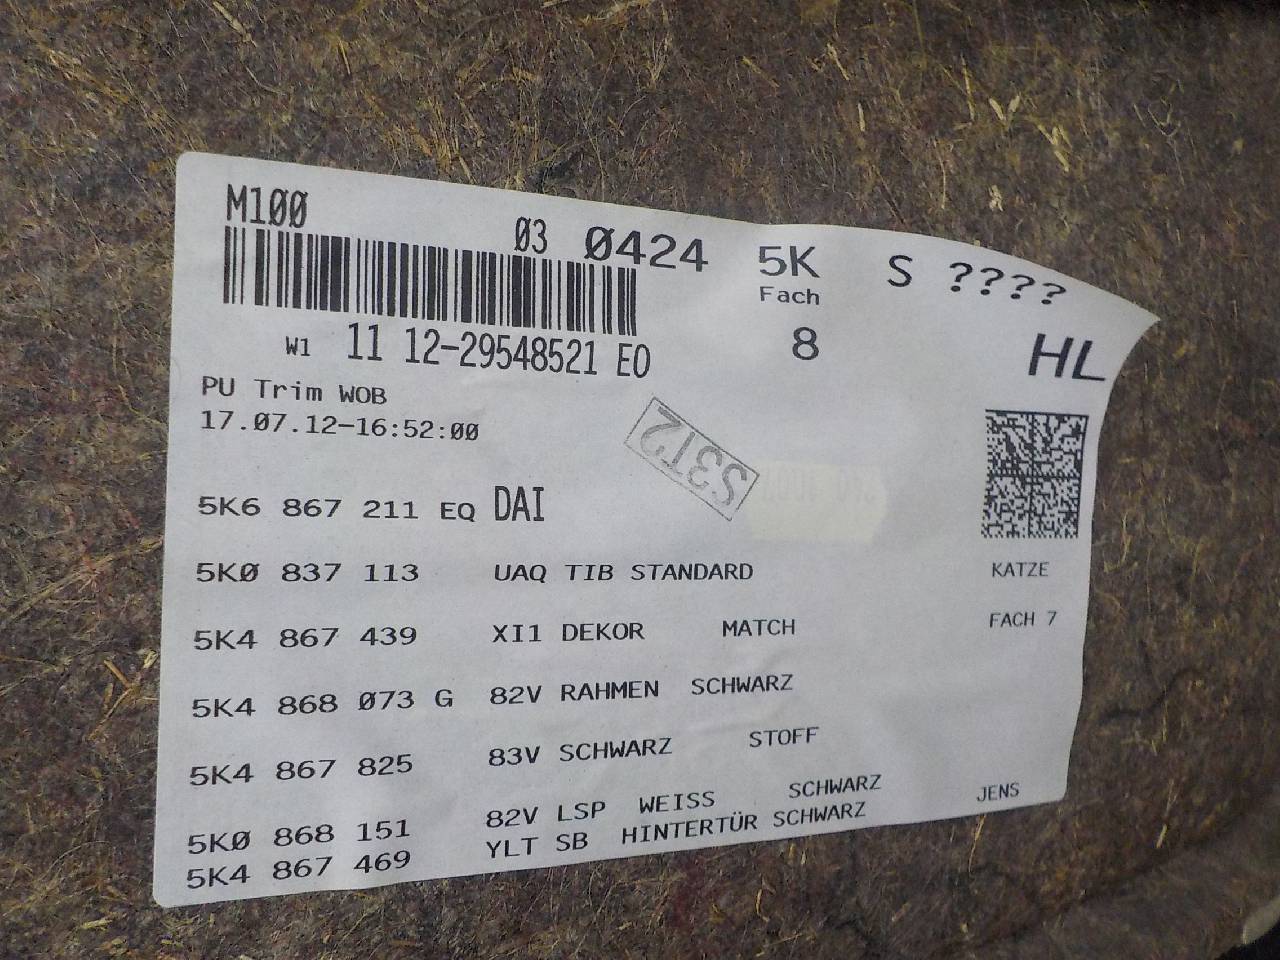 M100
03 0424 5K S ????
Fach
W1 11 12-29548521 EO 8
HL
PU Trim WOB
17.07.12-16:52:00
S3T2
5K6 867 211 EQ DAI
5K0 837 113 UAQ TIB STANDARD KATZE
5K4 867 439 XI1 DEKOR MATCH FACH 7
5K4 868 073 G 82V RAHMEN SCHWARZ
5K4 867 825 83V SCHWARZ STOFF
5K0 868 151 82V LSP WEISS SCHWARZ JENS
5K4 867 469 YLT SB HINTERTÜR SCHWARZ